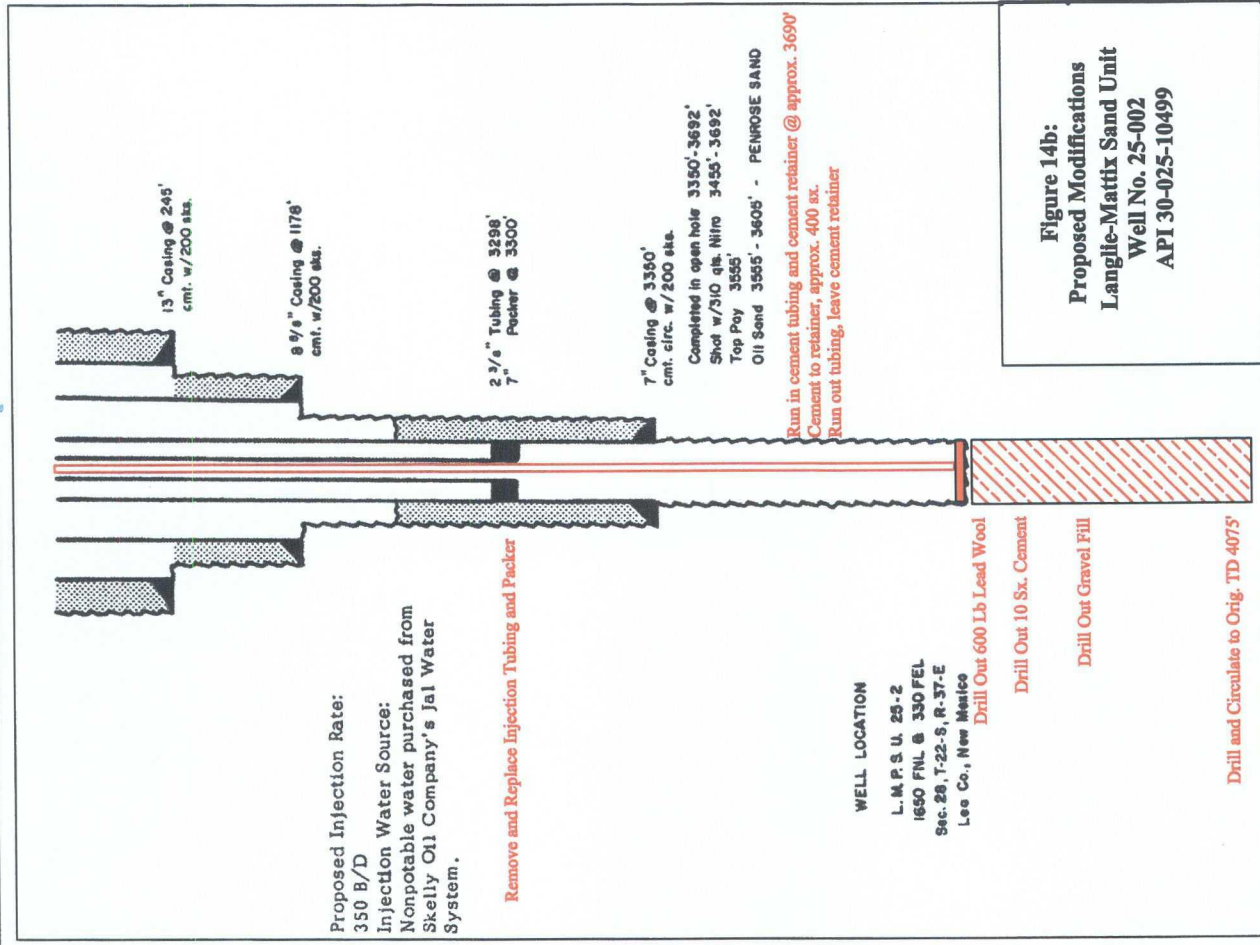 13" Casing @ 245'
cmt. w/200 sks.
8 5/8" Casing @ 1178'
cmt. w/200 sks.
Proposed Injection Rate:
350 B/D
Injection Water Source:
Nonpotable water purchased from
Skelly Oil Company's Jal Water
System.
2 3/8" Tubing @ 3298'
7" Packer @ 3300'
Remove and Replace Injection Tubing and Packer
7" Casing @ 3350'
cmt. circ. w/200 sks.
Completed in open hole 3350'-3692'
Shot w/310 qts. Nitro 3455'-3692'
Top Pay 3555'
Oil Sand 3555'-3605' - PENROSE SAND
Run in cement tubing and cement retainer @ approx. 3690'
Cement to retainer, approx. 400 sx.
Run out tubing, leave cement retainer
WELL LOCATION
L.M.P.S.U. 25-2
1650 FNL & 330 FEL
Sec. 28, T-22-S, R-37-E
Lea Co., New Mexico
Drill Out 600 Lb Lead Wool
Drill Out 10 Sx. Cement
Drill Out Gravel Fill
Drill and Circulate to Orig. TD 4075'
Figure 14b:
Proposed Modifications
Langlie-Mattix Sand Unit
Well No. 25-002
API 30-025-10499